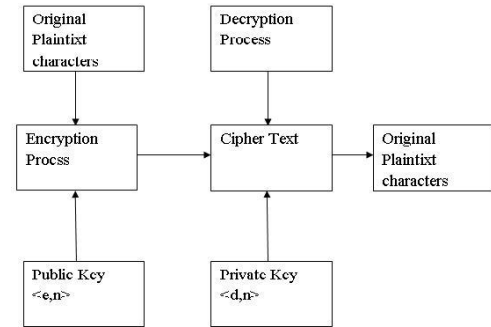 Original
Plaintixt
characters
Decryption
Process
Encryption
Procss
Cipher Text
Original
Plaintixt
characters
Public Key
<e,n>
Private Key
<d,n>